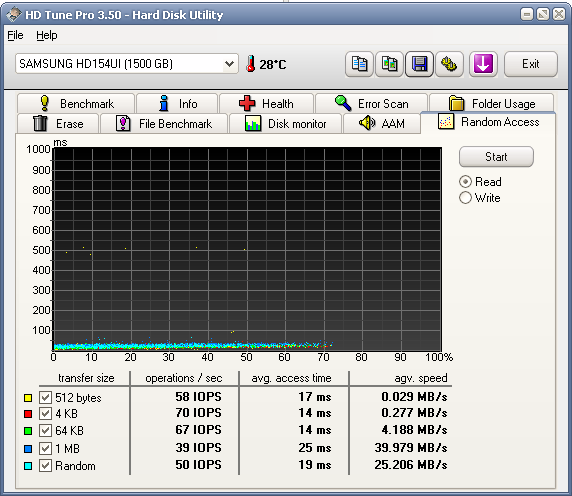 HD Tune Pro 3.50 - Hard Disk Utility
File Help
SAMSUNG HD154UI (1500 GB) 28°C Exit
Benchmark Info Health Error Scan Folder Usage
Erase File Benchmark Disk monitor AAM Random Access
ms
1000
900
800
700
600
500
400
300
200
100
0 10 20 30 40 50 60 70 80 90 100%
Start
Read
Write
transfer size operations / sec avg. access time agv. speed
512 bytes 58 IOPS 17 ms 0.029 MB/s
4 KB 70 IOPS 14 ms 0.277 MB/s
64 KB 67 IOPS 14 ms 4.188 MB/s
1 MB 39 IOPS 25 ms 39.979 MB/s
Random 50 IOPS 19 ms 25.206 MB/s